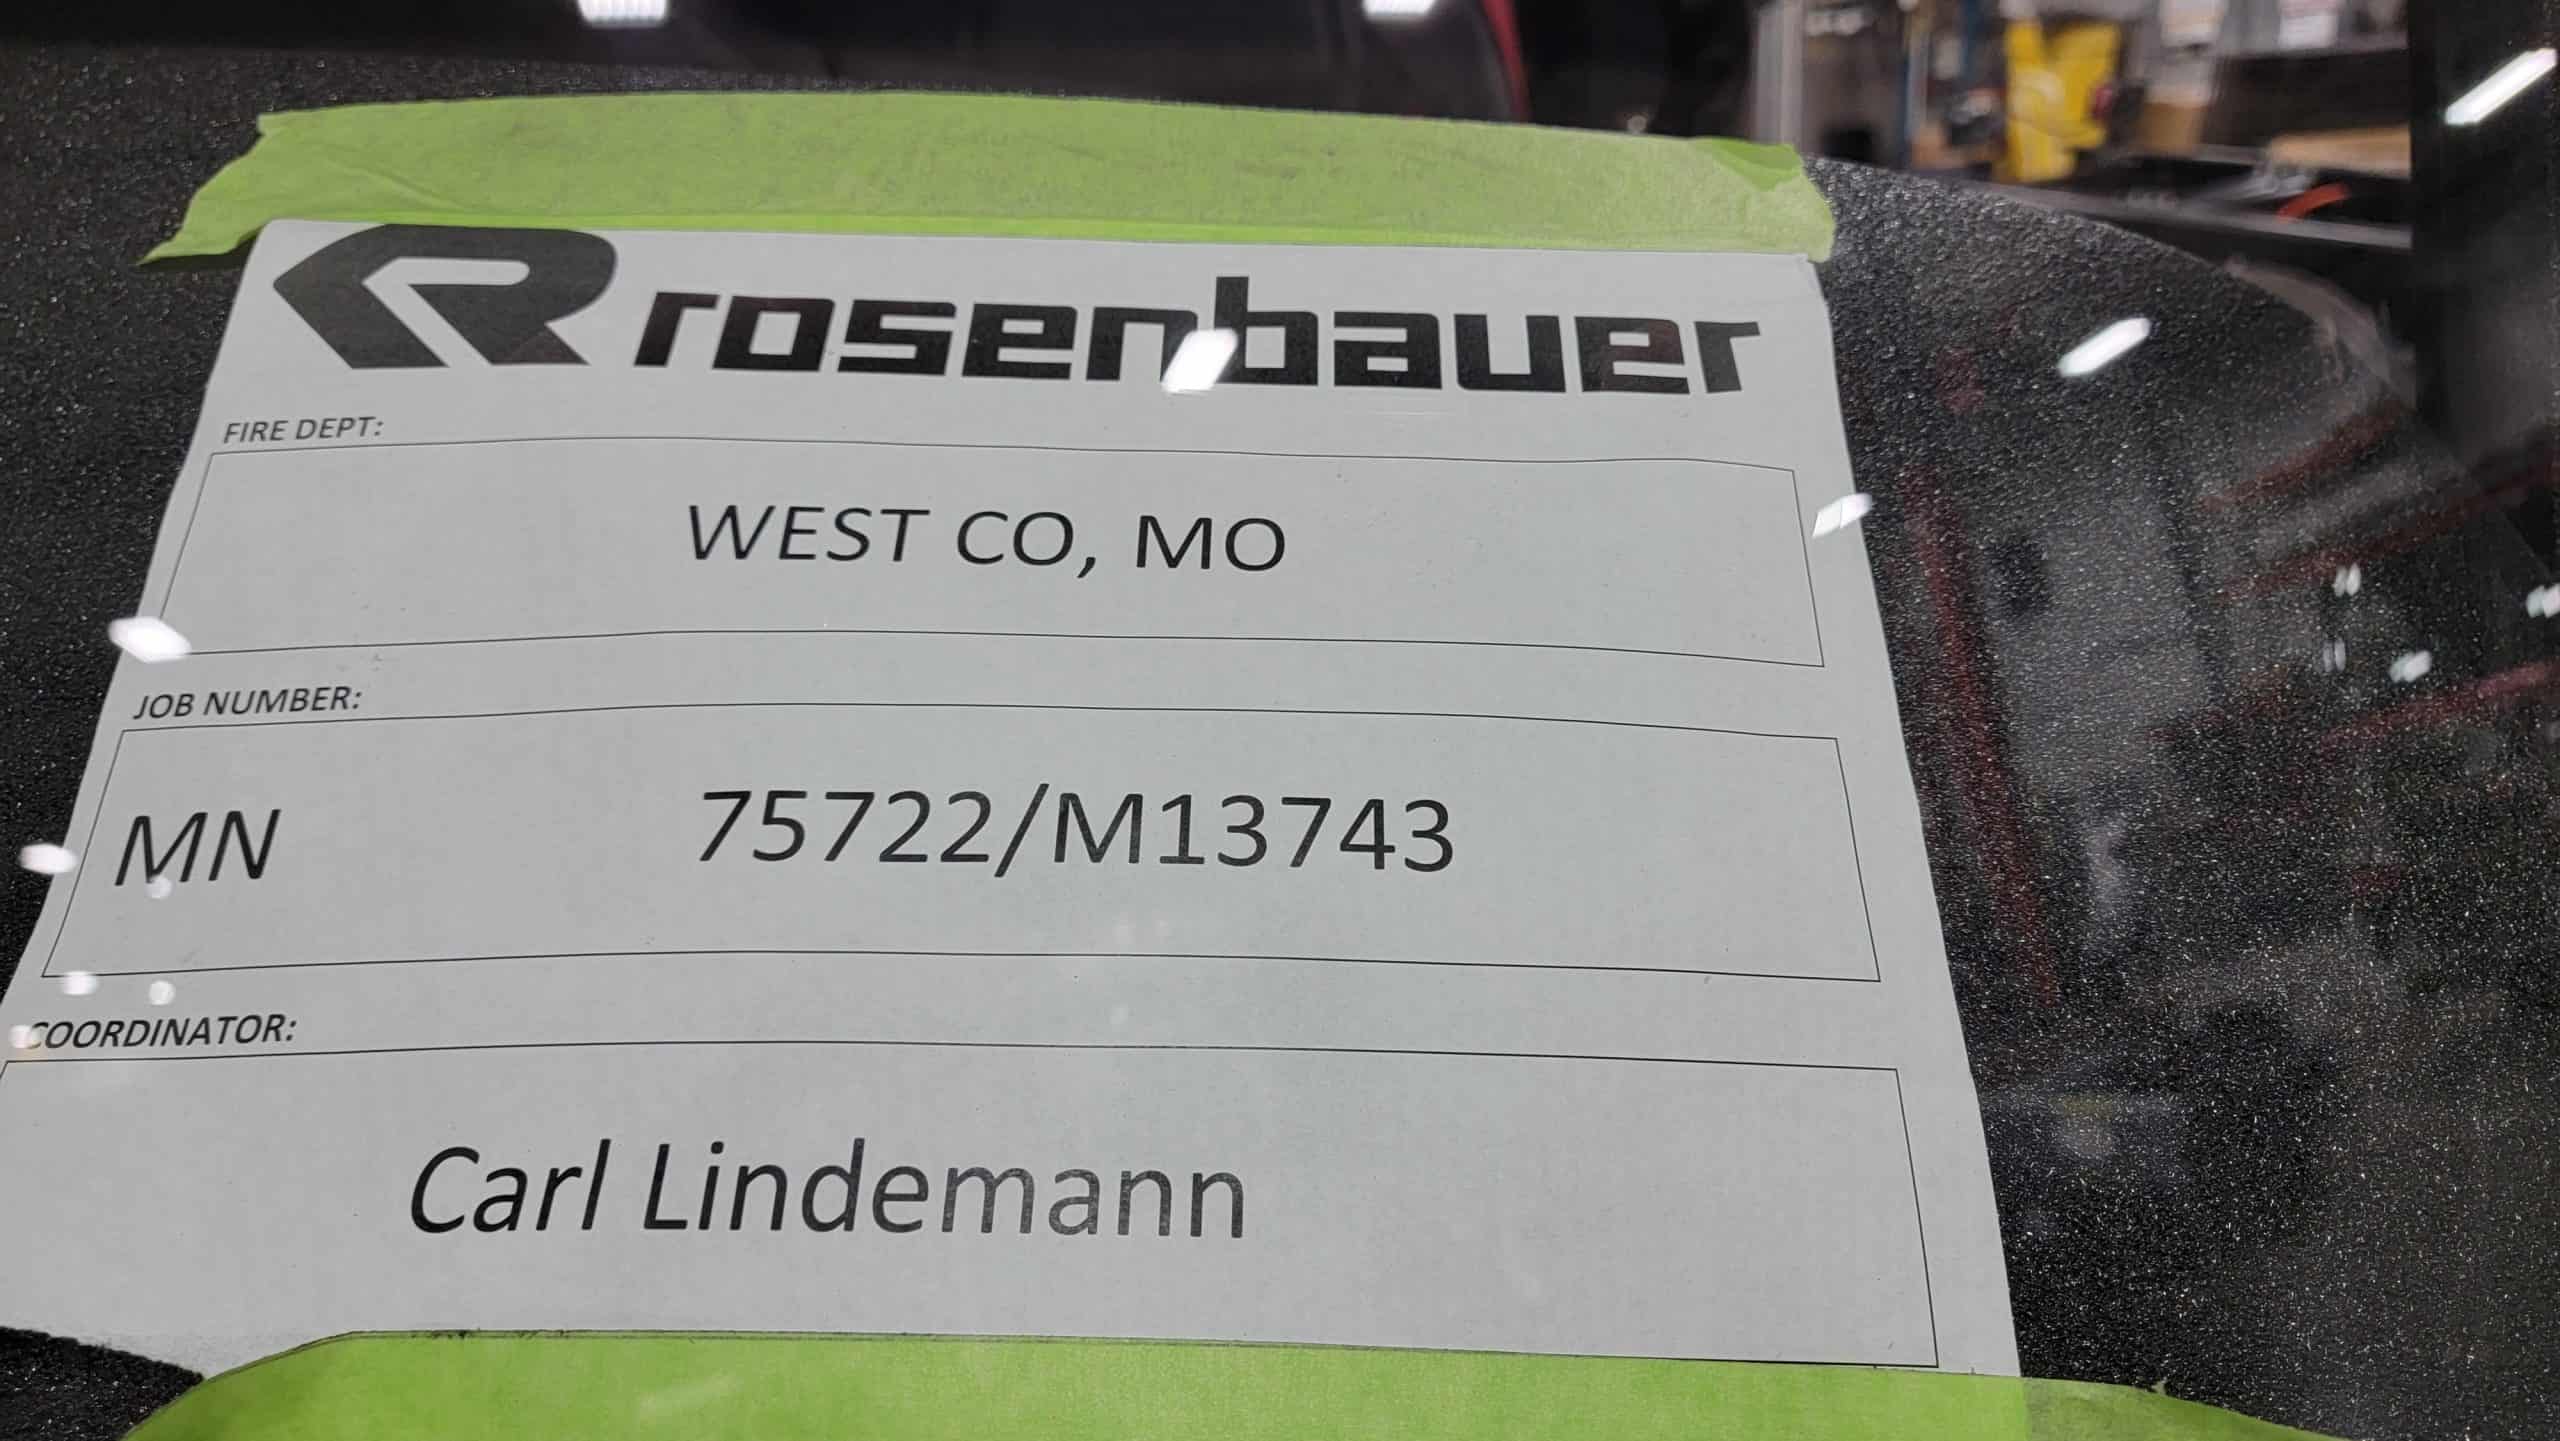 rosenbauer
FIRE DEPT:
WEST CO, MO
JOB NUMBER:
MN 75722/M13743
COORDINATOR:
Carl Lindemann